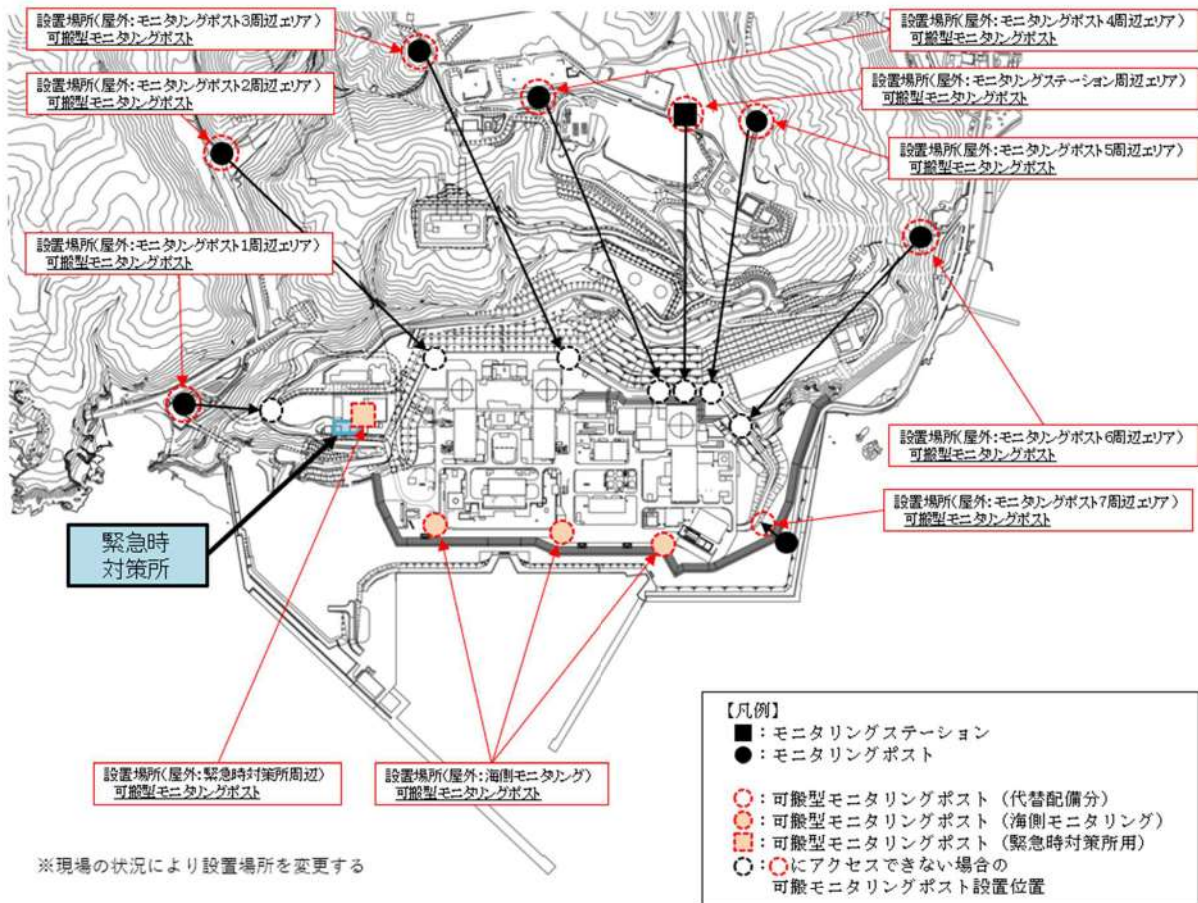 設置場所(屋外:モニタリングポスト3周辺エリア)
可搬型モニタリングポスト
設置場所(屋外:モニタリングポスト4周辺エリア)
可搬型モニタリングポスト
設置場所(屋外:モニタリングポスト2周辺エリア)
可搬型モニタリングポスト
設置場所(屋外:モニタリングステーション周辺エリア)
可搬型モニタリングポスト
設置場所(屋外:モニタリングポスト5周辺エリア)
可搬型モニタリングポスト
設置場所(屋外:モニタリングポスト1周辺エリア)
可搬型モニタリングポスト
設置場所(屋外:モニタリングポスト6周辺エリア)
可搬型モニタリングポスト
設置場所(屋外:モニタリングポスト7周辺エリア)
可搬型モニタリングポスト
緊急時
対策所
設置場所(屋外:緊急時対策所周辺)
可搬型モニタリングポスト
設置場所(屋外:海側モニタリング)
可搬型モニタリングポスト
【凡例】
■:モニタリングステーション
●:モニタリングポスト
:可搬型モニタリングポスト(代替配備分)
:可搬型モニタリングポスト(海側モニタリング)
:可搬型モニタリングポスト(緊急時対策所用)
:○にアクセスできない場合の
可搬モニタリングポスト設置位置
※現場の状況により設置場所を変更する